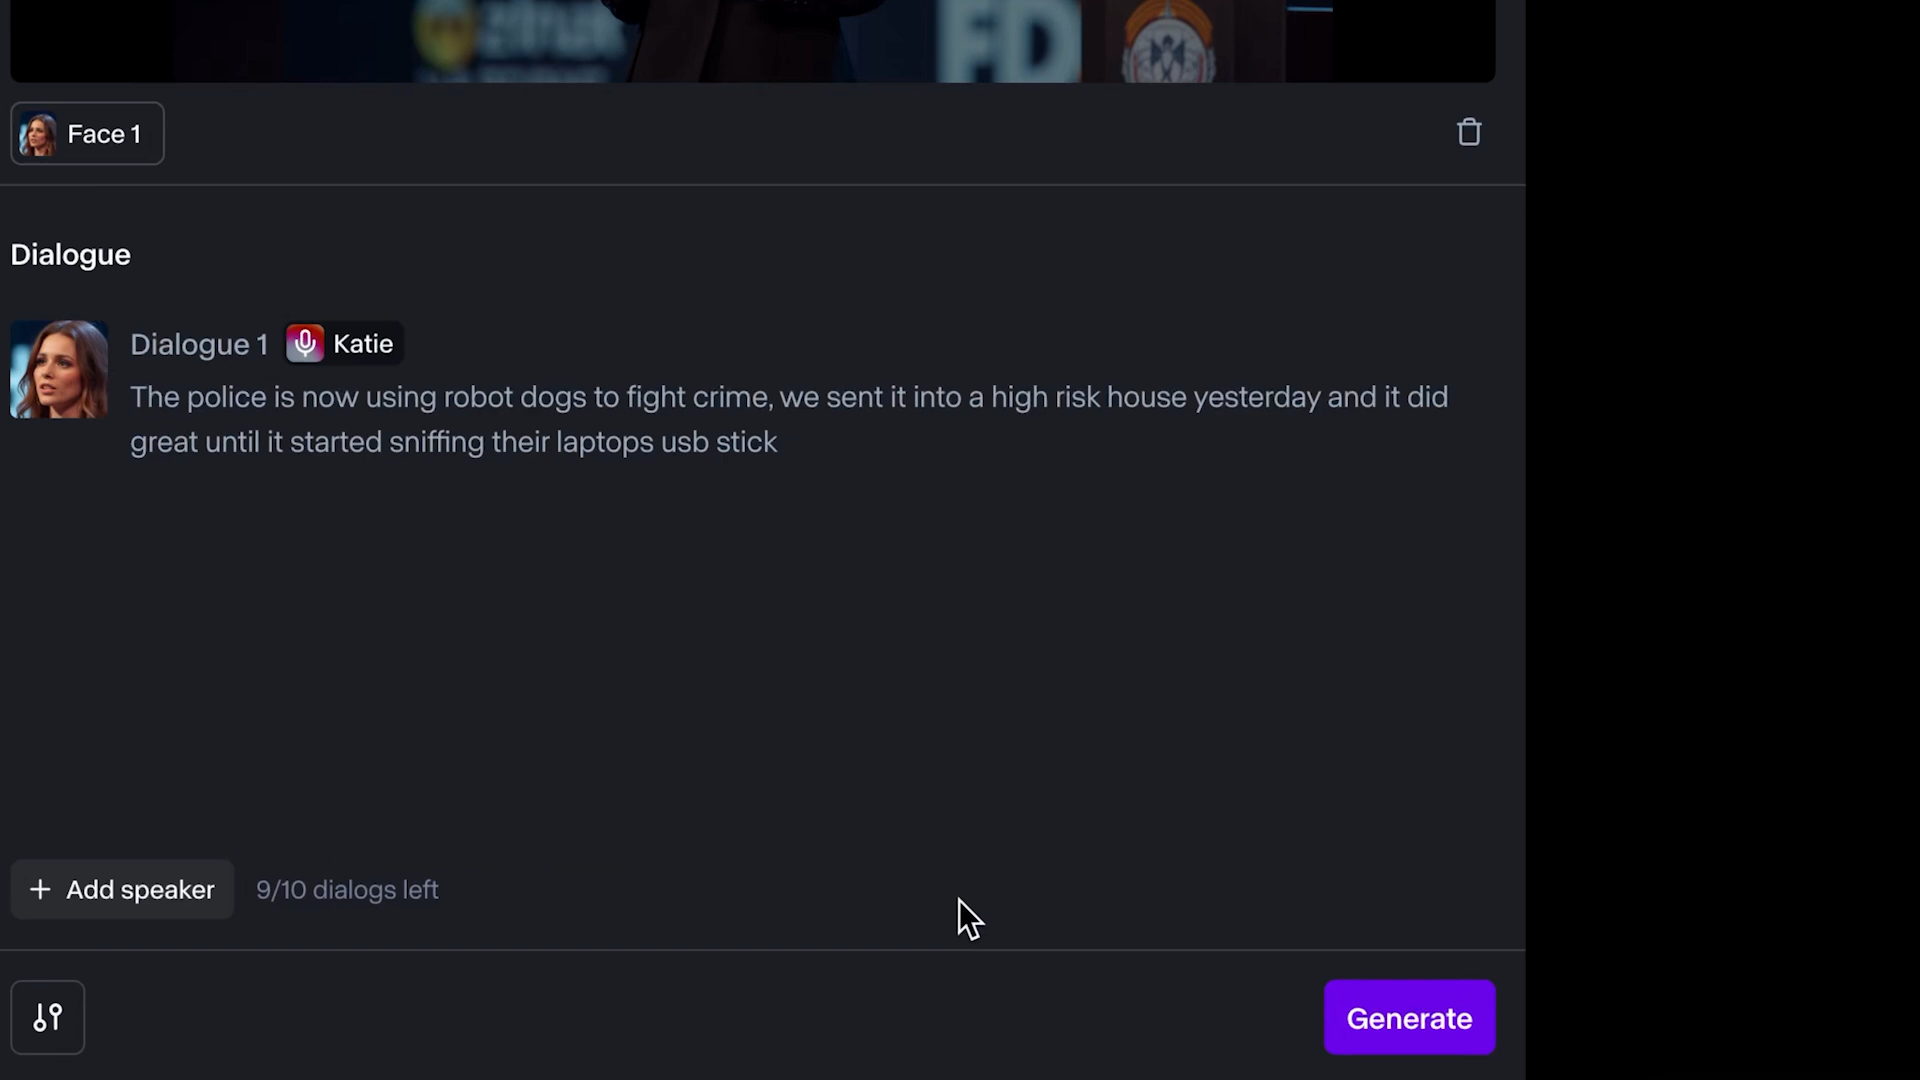 FD
Face 1
Dialogue
Dialogue 1 Katie
The police is now using robot dogs to fight crime, we sent it into a high risk house yesterday and it did
great until it started sniffing their laptops usb stick
+ Add speaker 9/10 dialogs left
Generate